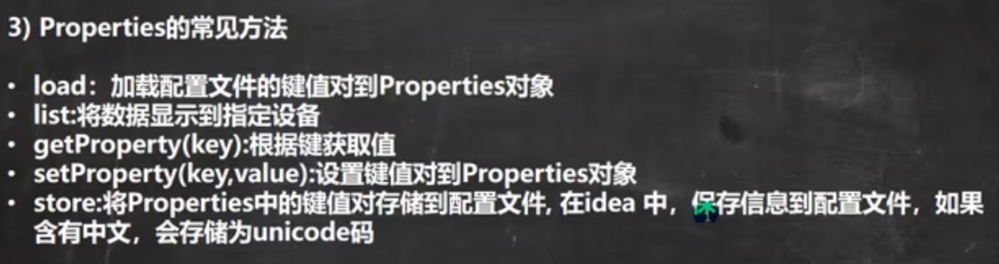 3) Properties的常见方法
• load：加载配置文件的键值对到Properties对象
• list:将数据显示到指定设备
• getProperty(key):根据键获取值
• setProperty(key,value):设置键值对到Properties对象
• store:将Properties中的键值对存储到配置文件, 在idea 中，保存信息到配置文件，如果
含有中文，会存储为unicode码